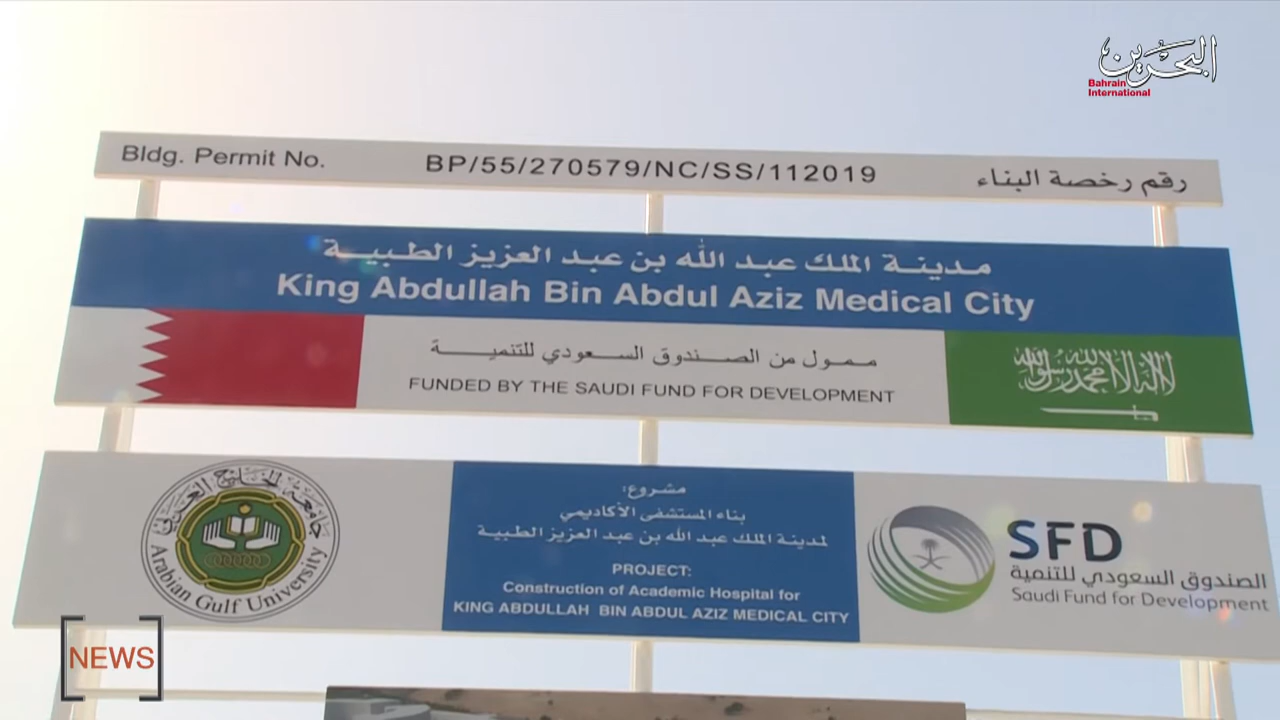 البحرين
Bahrain
International
Bldg. Permit No. BP/55/270579/NC/SS/112019 رقم رخصة البناء
مدينة الملك عبد الله بن عبد العزيز الطبية
King Abdullah Bin Abdul Aziz Medical City
ممول من الصندوق السعودي للتنمية
FUNDED BY THE SAUDI FUND FOR DEVELOPMENT
لا إله إلا الله محمد رسول الله
جامعة الخليج العربي
Arabian Gulf University
مشروع:
بناء المستشفى الأكاديمي
لمدينة الملك عبد الله بن عبد العزيز الطبية
PROJECT:
Construction of Academic Hospital for
KING ABDULLAH BIN ABDUL AZIZ MEDICAL CITY
SFD
الصندوق السعودي للتنمية
Saudi Fund for Development
NEWS